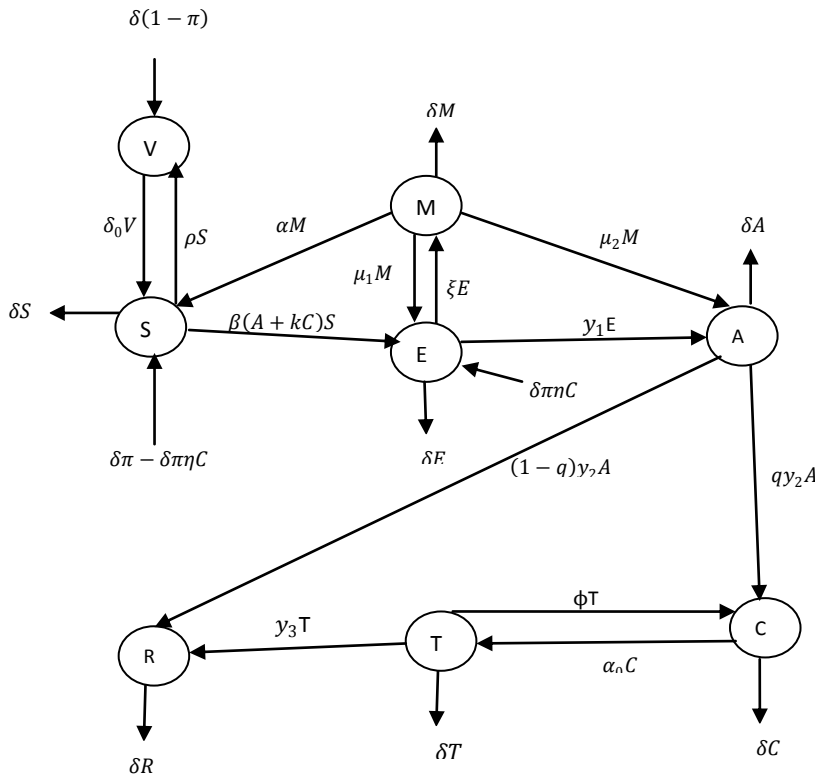 δ(1 − π)
δM
V
M
δA
δ₀V
ρS
αM
μ₂M
μ₁M
ξE
δS
S
β(A + kC)S
y₁E
A
E
δπηC
δπ − δπηC
δE
(1 − q)y₂A
qy₂A
ϕT
C
y₃T
T
R
α₀C
δR
δT
δC